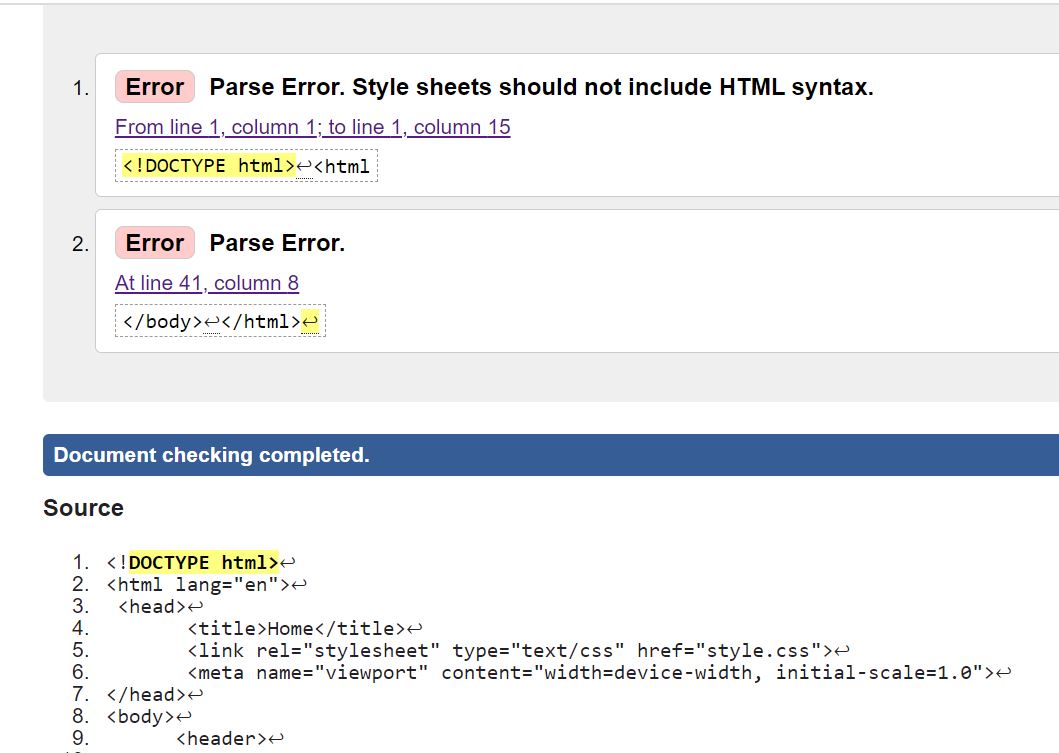 1. Error Parse Error. Style sheets should not include HTML syntax.
From line 1, column 1; to line 1, column 15
<!DOCTYPE html>↩<html
2. Error Parse Error.
At line 41, column 8
</body>↩</html>↩
Document checking completed.
Source
1. <!DOCTYPE html>↩
2. <html lang="en">↩
3. <head>↩
4. <title>Home</title>↩
5. <link rel="stylesheet" type="text/css" href="style.css">↩
6. <meta name="viewport" content="width=device-width, initial-scale=1.0">↩
7. </head>↩
8. <body>↩
9. <header>↩